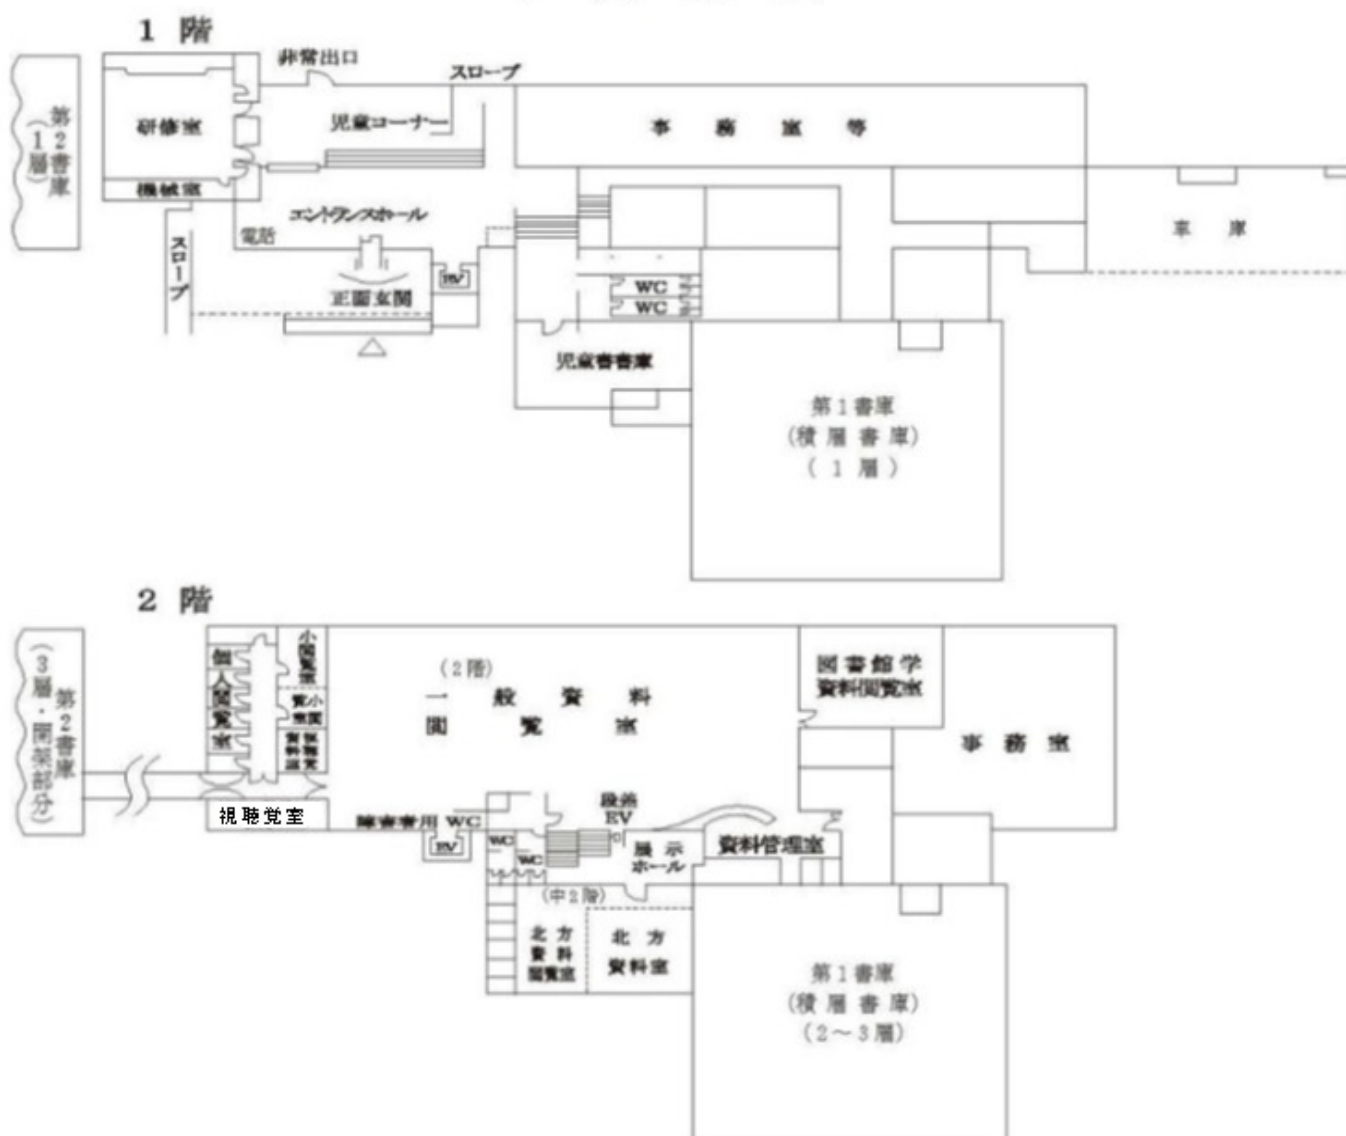 1 階
非常出口
スロープ
第2書庫
(1層)
研修室
児童コーナー
事 務 室 等
機械室
エントランスホール
電話
スロープ
EV
正面玄関
WC
WC
車 庫
児童書書庫
第1書庫
(積層書庫)
(1 層)
2 階
第2書庫
(3層・開架部分)
個人閲覧室
小閲覧室
小閲覧室
(2階)
一 般 資 料
閲 覧 室
図書館学
資料閲覧室
事 務 室
視聴覚室
障害者用 WC
EV
WC
WC
段差
EV
展 示
ホール
資料管理室
(中2階)
北 方
資 料
閲覧室
北 方
資料室
第1書庫
(積層書庫)
(2～3層)